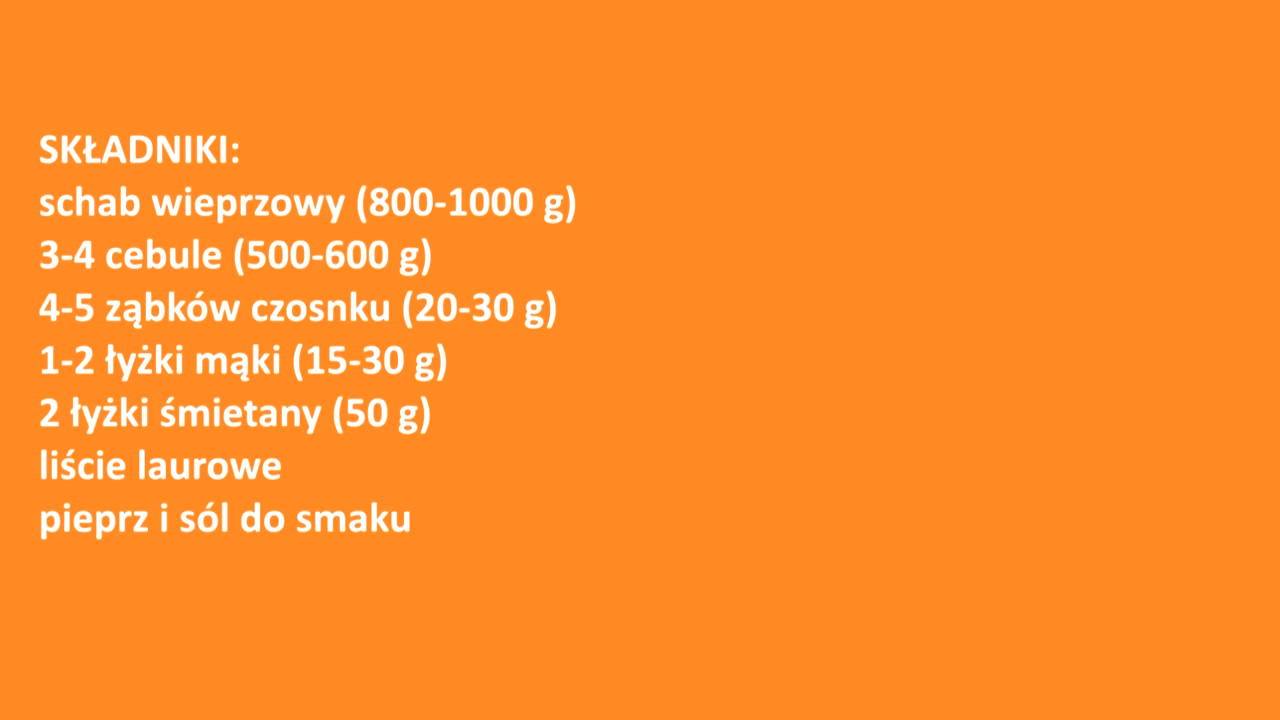 SKŁADNIKI:
schab wieprzowy (800-1000 g)
3-4 cebule (500-600 g)
4-5 ząbków czosnku (20-30 g)
1-2 łyżki mąki (15-30 g)
2 łyżki śmietany (50 g)
liście laurowe
pieprz i sól do smaku